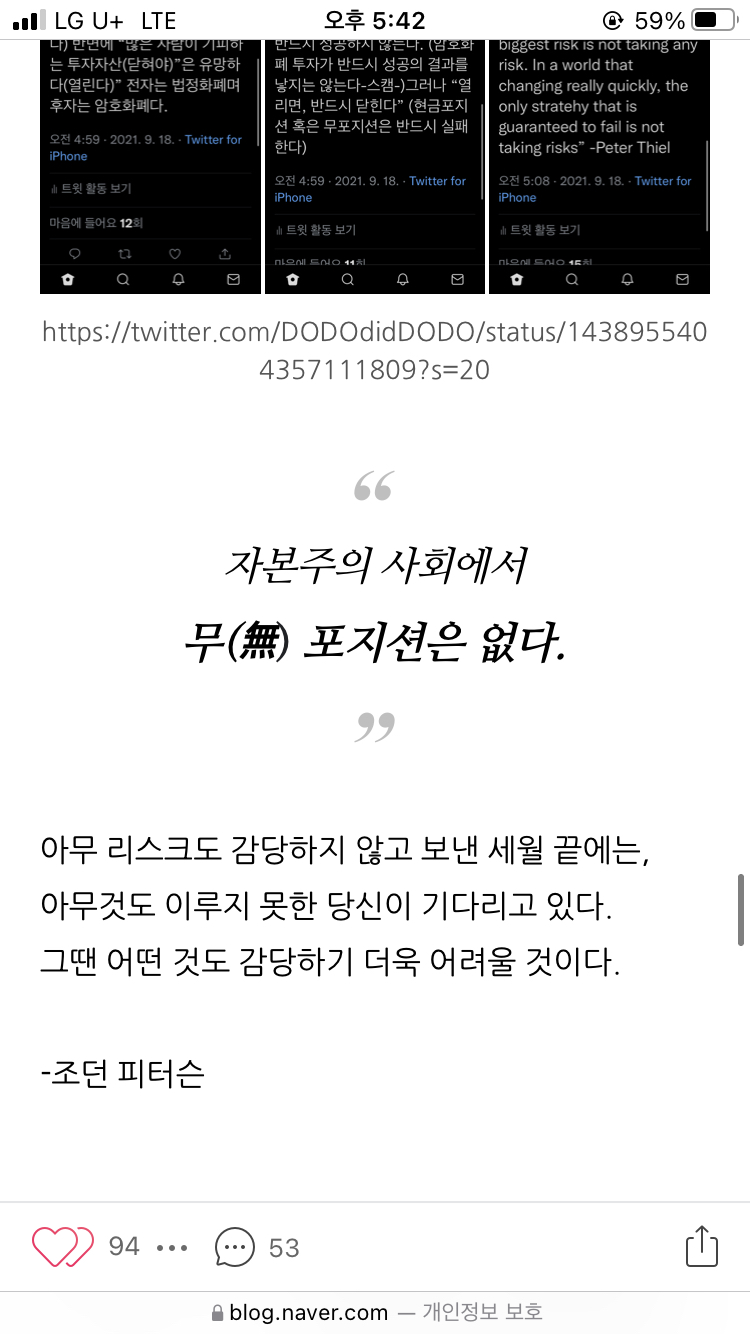 LG U+ LTE 오후 5:42 59%
다) 반면에 “많은 사람이 기피하
는 투자자산(닫혀야)”은 유망하
다(열린다)” 전자는 법정화폐며
후자는 암호화폐다.
오전 4:59 · 2021. 9. 18. · Twitter for
iPhone
트윗 활동 보기
마음에 들어요 12회
반드시 성공하지 않는다. (암호화
폐 투자가 반드시 성공의 결과를
낳지는 않는다-스캠-)그러나 “열
리면, 반드시 닫힌다” (현금포지
션 혹은 무포지션은 반드시 실패
한다)
오전 4:59 · 2021. 9. 18. · Twitter for
iPhone
트윗 활동 보기
마음에 들어요 11회
biggest risk is not taking any
risk. In a world that
changing really quickly, the
only stratehy that is
guaranteed to fail is not
taking risks” -Peter Thiel
오전 5:08 · 2021. 9. 18. · Twitter for
iPhone
트윗 활동 보기
마음에 들어요 15회
https://twitter.com/DODOdidDODO/status/143895540
4357111809?s=20
“
자본주의 사회에서
무(無) 포지션은 없다.
”
아무 리스크도 감당하지 않고 보낸 세월 끝에는,
아무것도 이루지 못한 당신이 기다리고 있다.
그땐 어떤 것도 감당하기 더욱 어려울 것이다.
-조던 피터슨
94 ••• 53
blog.naver.com — 개인정보 보호